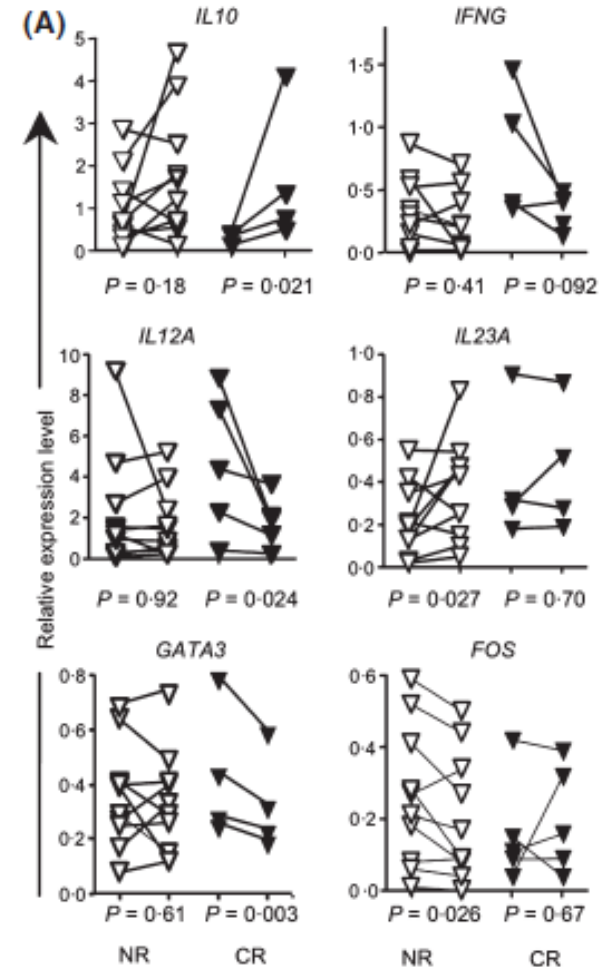 (A)
IL10
IFNG
5
4
3
2
1
0
1·5
1·0
0·5
0·0
P = 0·18 P = 0·021
P = 0·41 P = 0·092
IL12A
IL23A
10
8
6
4
2
0
1·0
0·8
0·6
0·4
0·2
0·0
P = 0·92 P = 0·024
P = 0·027 P = 0·70
Relative expression level
GATA3
FOS
0·8
0·6
0·4
0·2
0·0
0·6
0·4
0·2
0·0
P = 0·61 P = 0·003
P = 0·026 P = 0·67
NR CR
NR CR